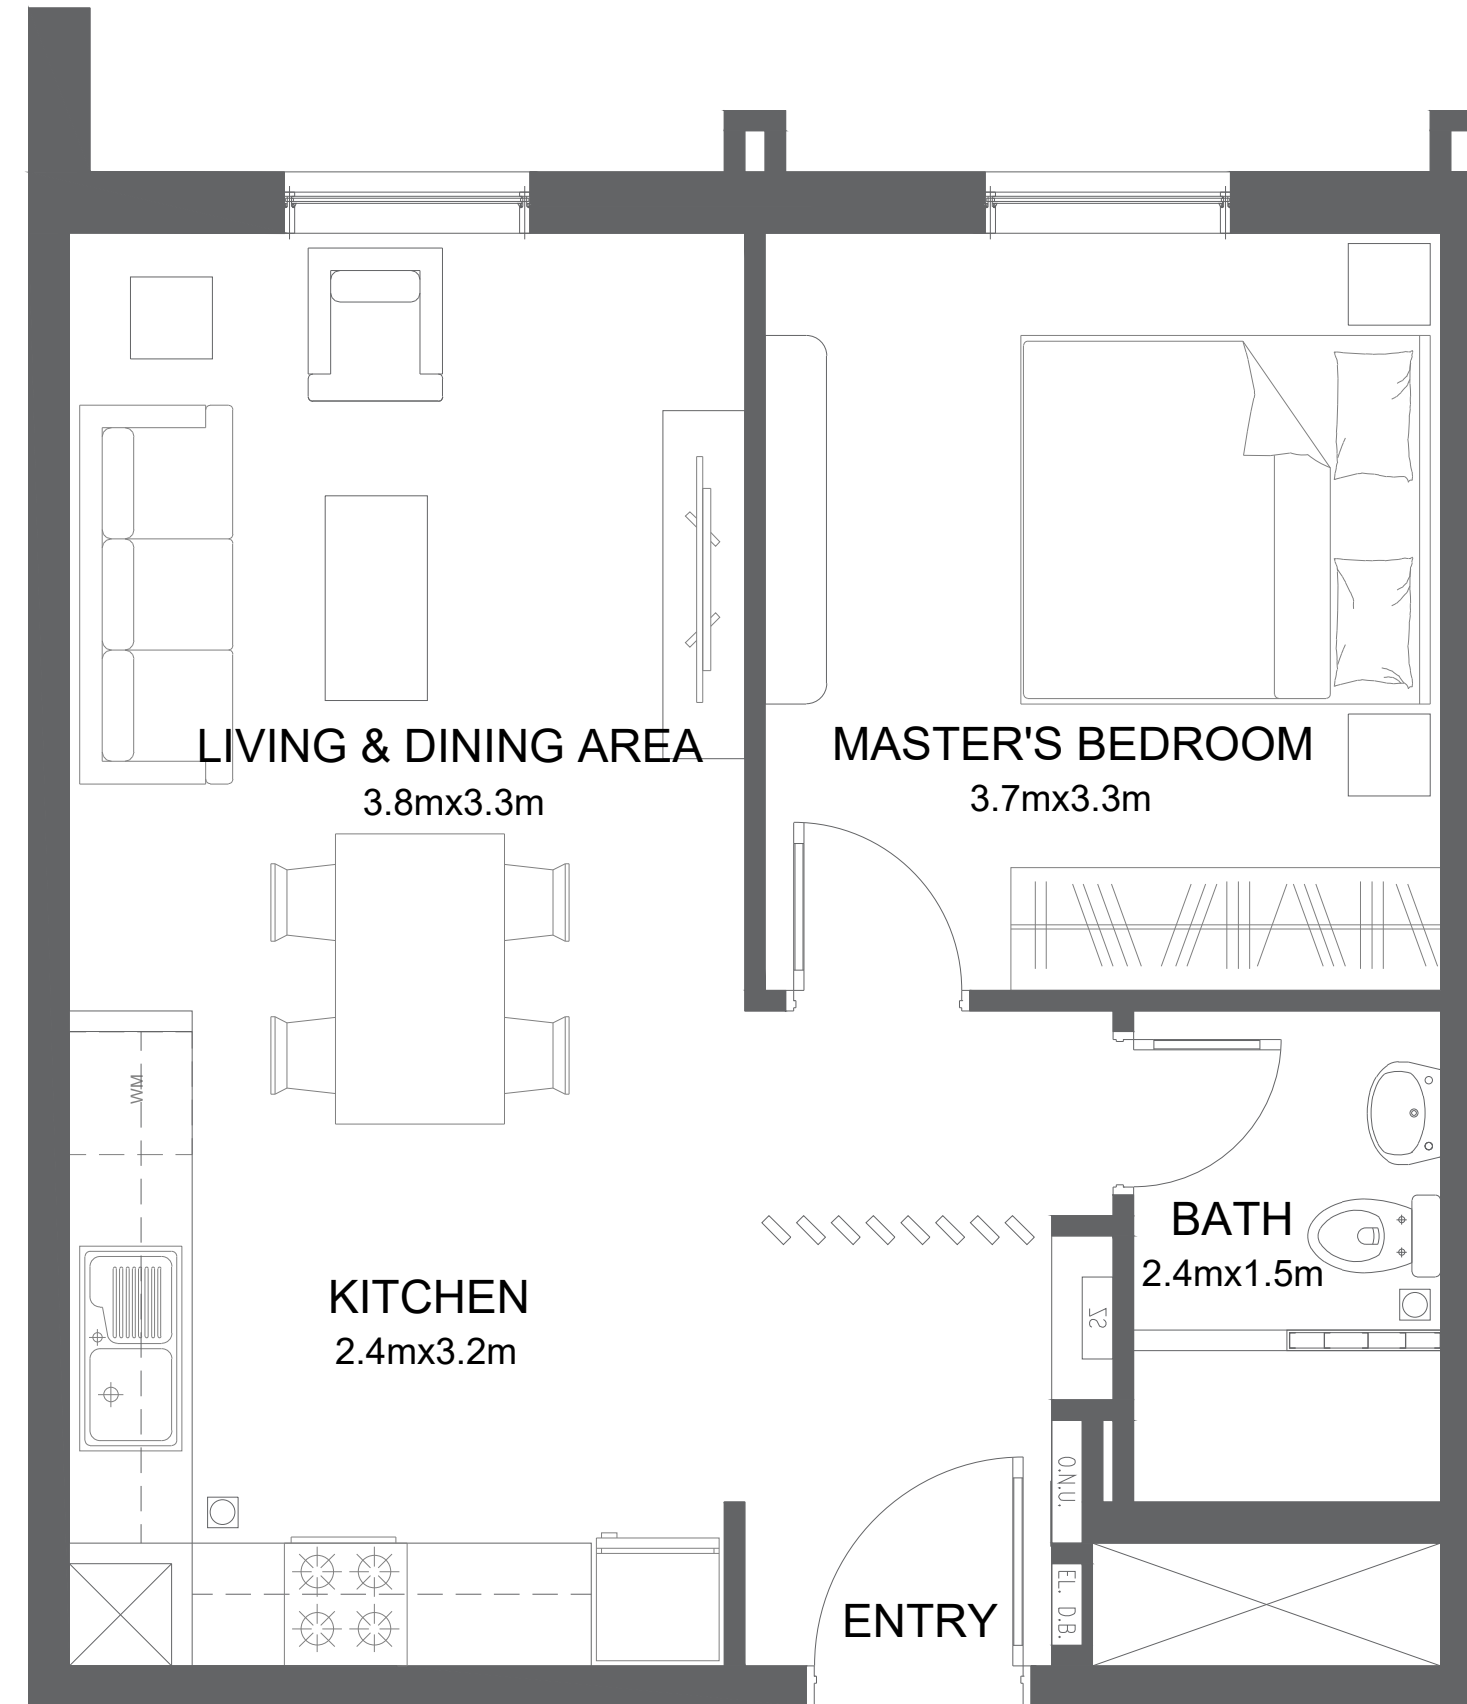 LIVING & DINING AREA
3.8mx3.3m
MASTER'S BEDROOM
3.7mx3.3m
WM
BATH
2.4mx1.5m
KITCHEN
2.4mx3.2m
SZ
O.N.U.
EL. D.B.
ENTRY